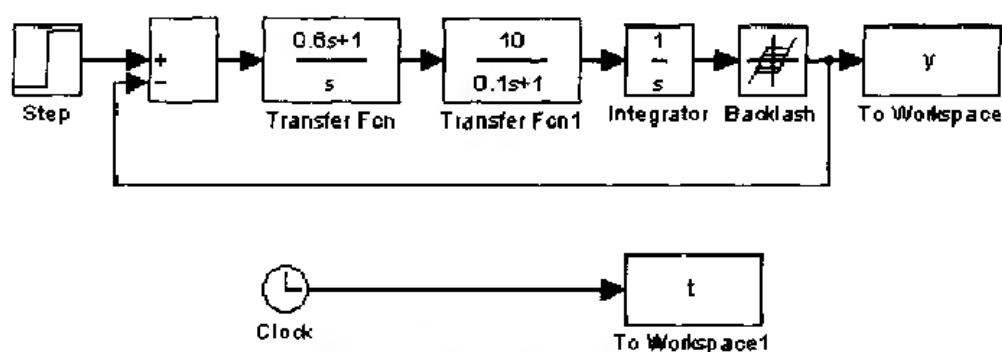 Step
+
−
0.6s+1
s
Transfer Fcn
10
0.1s+1
Transfer Fcn1
1
s
Integrator
Backlash
y
To Workspace
Clock
t
To Workspace1